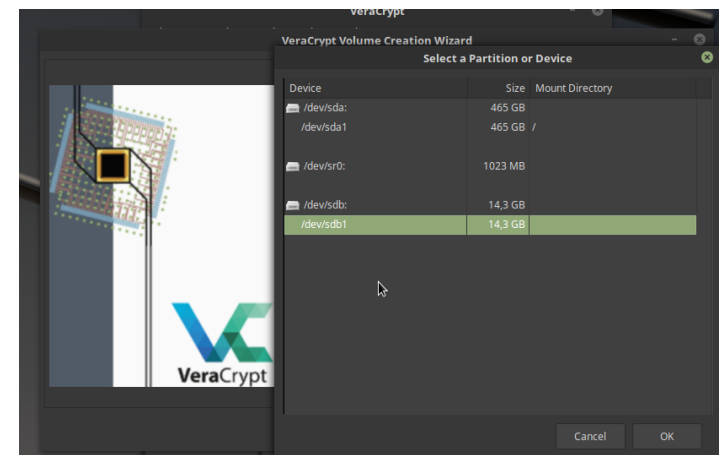 VeraCrypt
VeraCrypt Volume Creation Wizard
Select a Partition or Device
Device Size Mount Directory
/dev/sda: 465 GB
/dev/sda1 465 GB /
/dev/sr0: 1023 MB
/dev/sdb: 14,3 GB
/dev/sdb1 14,3 GB
VC
VeraCrypt
Cancel OK